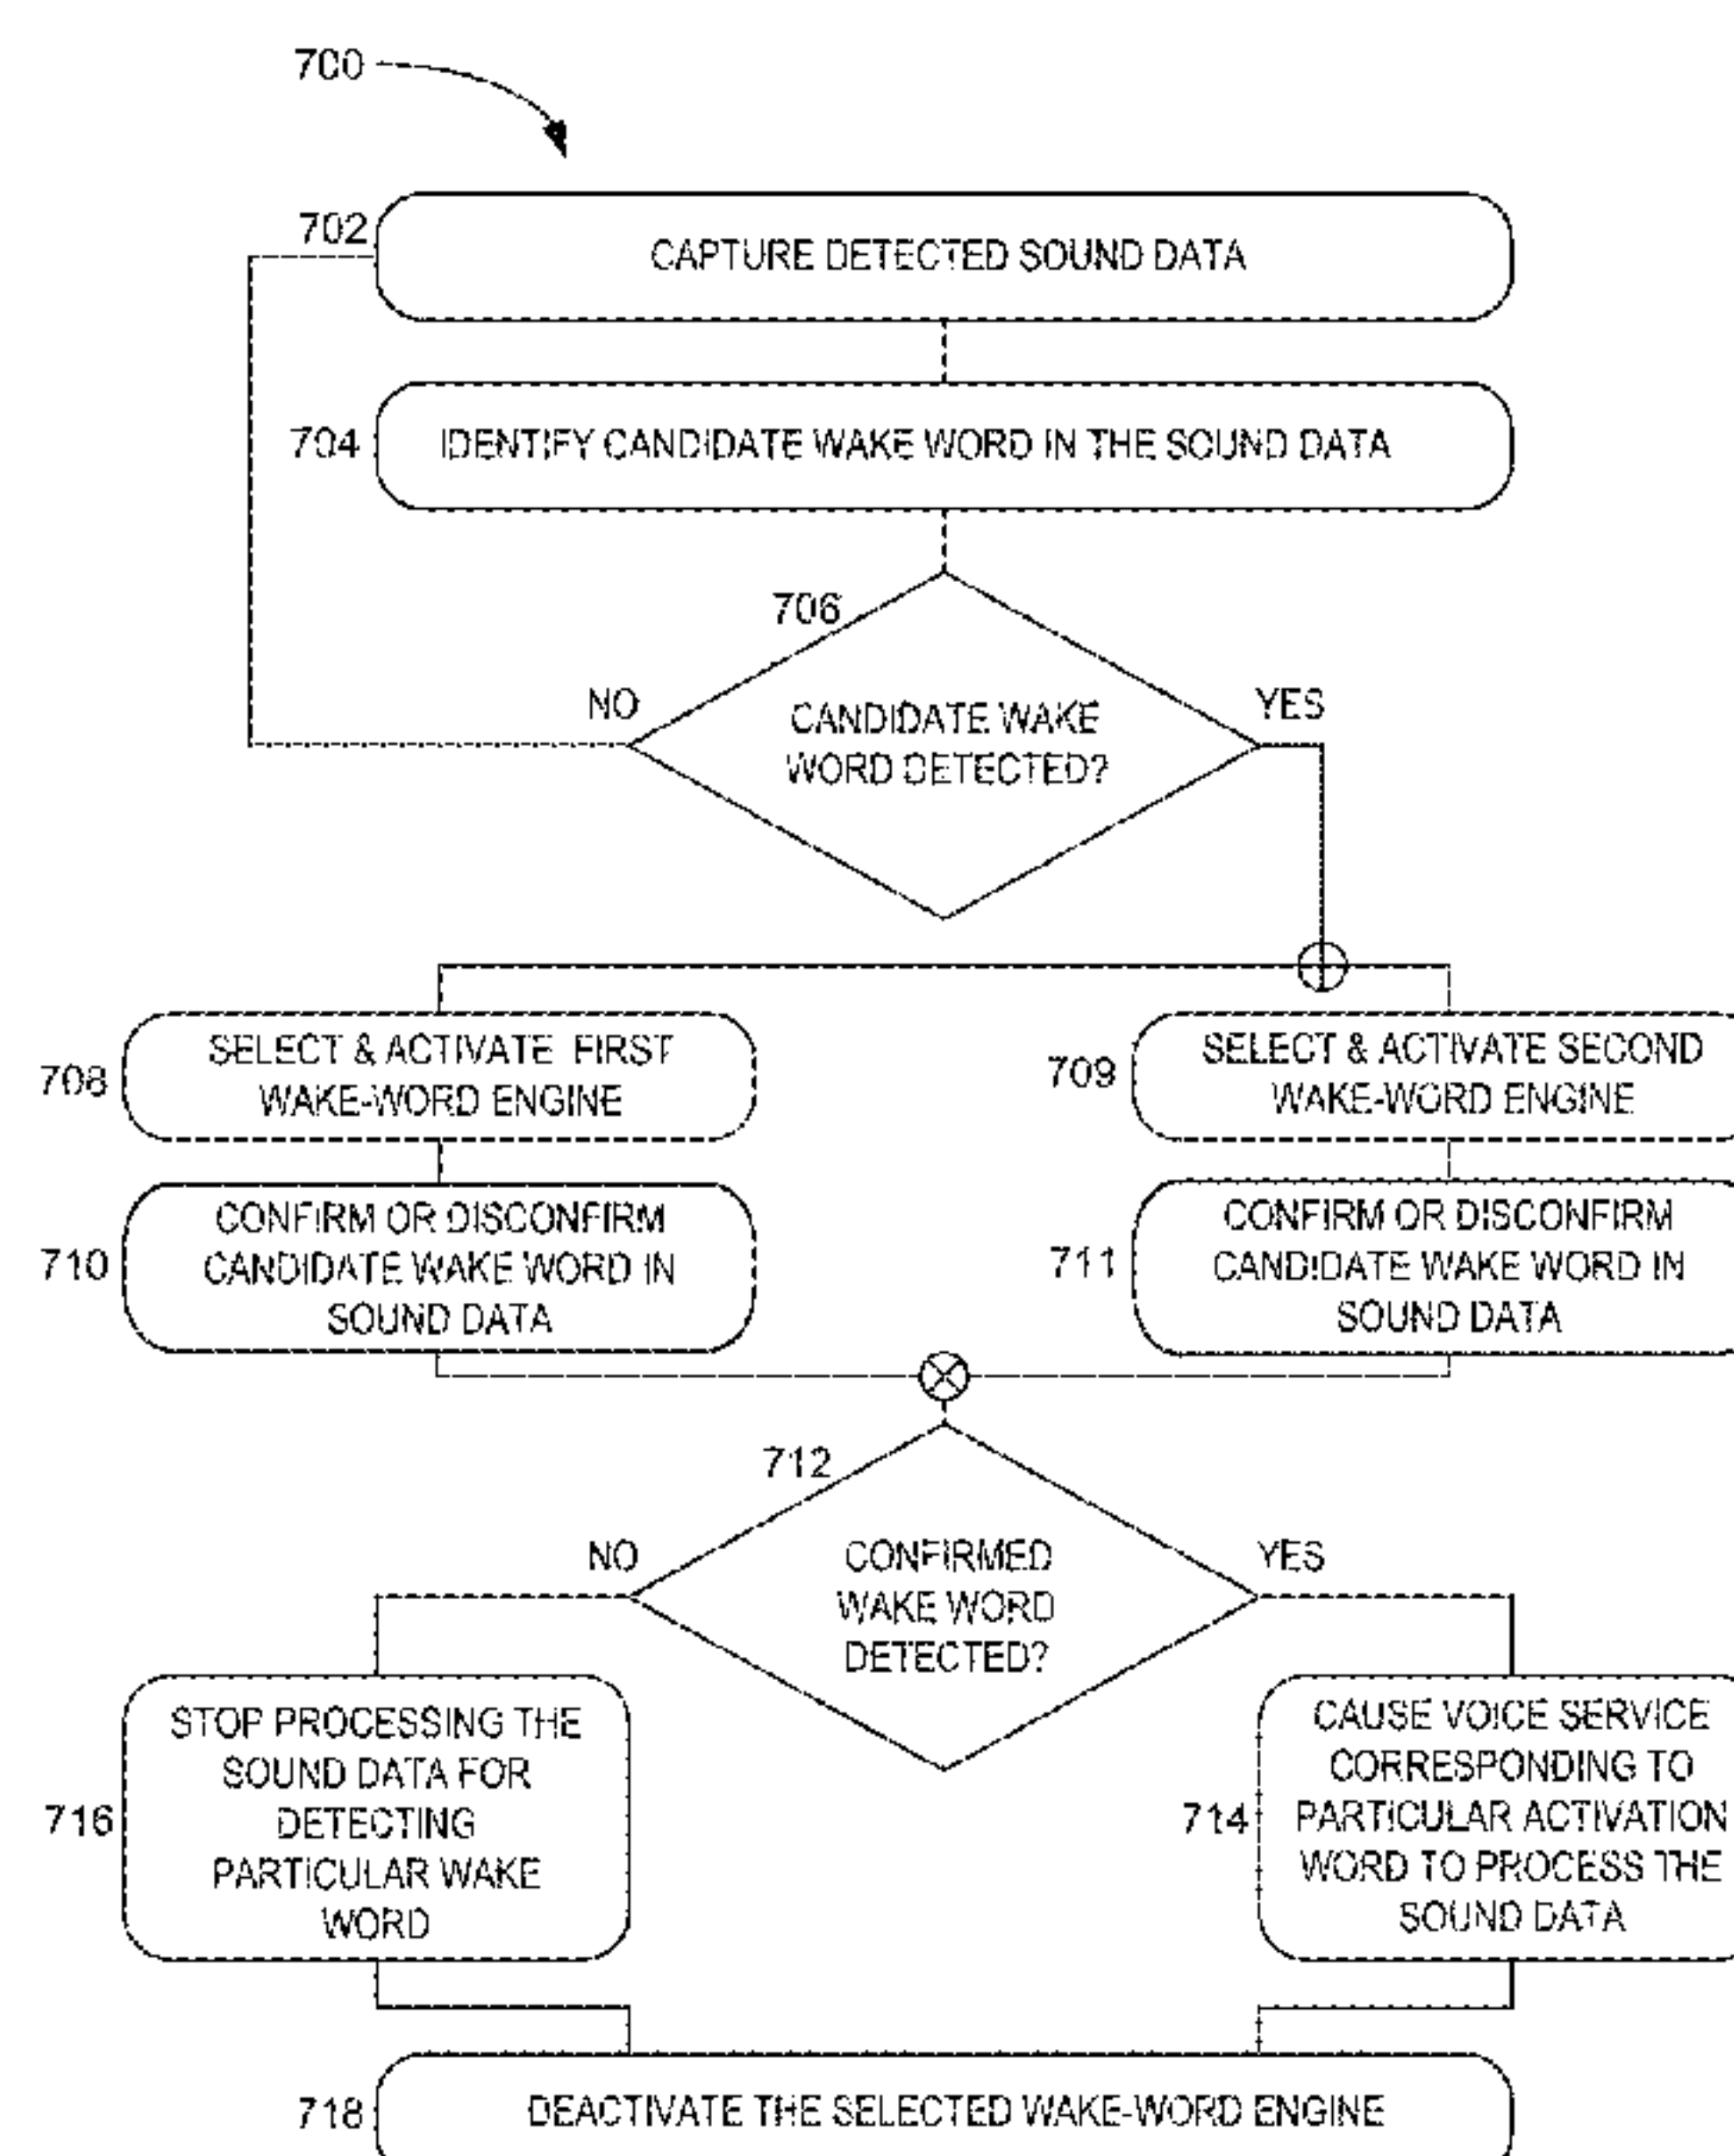 700
702
CAPTURE DETECTED SOUND DATA
704
IDENTIFY CANDIDATE WAKE WORD IN THE SOUND DATA
706
NO
YES
CANDIDATE WAKE
WORD DETECTED?
708
SELECT & ACTIVATE FIRST
WAKE-WORD ENGINE
709
SELECT & ACTIVATE SECOND
WAKE-WORD ENGINE
710
CONFIRM OR DISCONFIRM
CANDIDATE WAKE WORD IN
SOUND DATA
711
CONFIRM OR DISCONFIRM
CANDIDATE WAKE WORD IN
SOUND DATA
712
NO
YES
CONFIRMED
WAKE WORD
DETECTED?
716
STOP PROCESSING THE
SOUND DATA FOR
DETECTING
PARTICULAR WAKE
WORD
714
CAUSE VOICE SERVICE
CORRESPONDING TO
PARTICULAR ACTIVATION
WORD TO PROCESS THE
SOUND DATA
718
DEACTIVATE THE SELECTED WAKE-WORD ENGINE